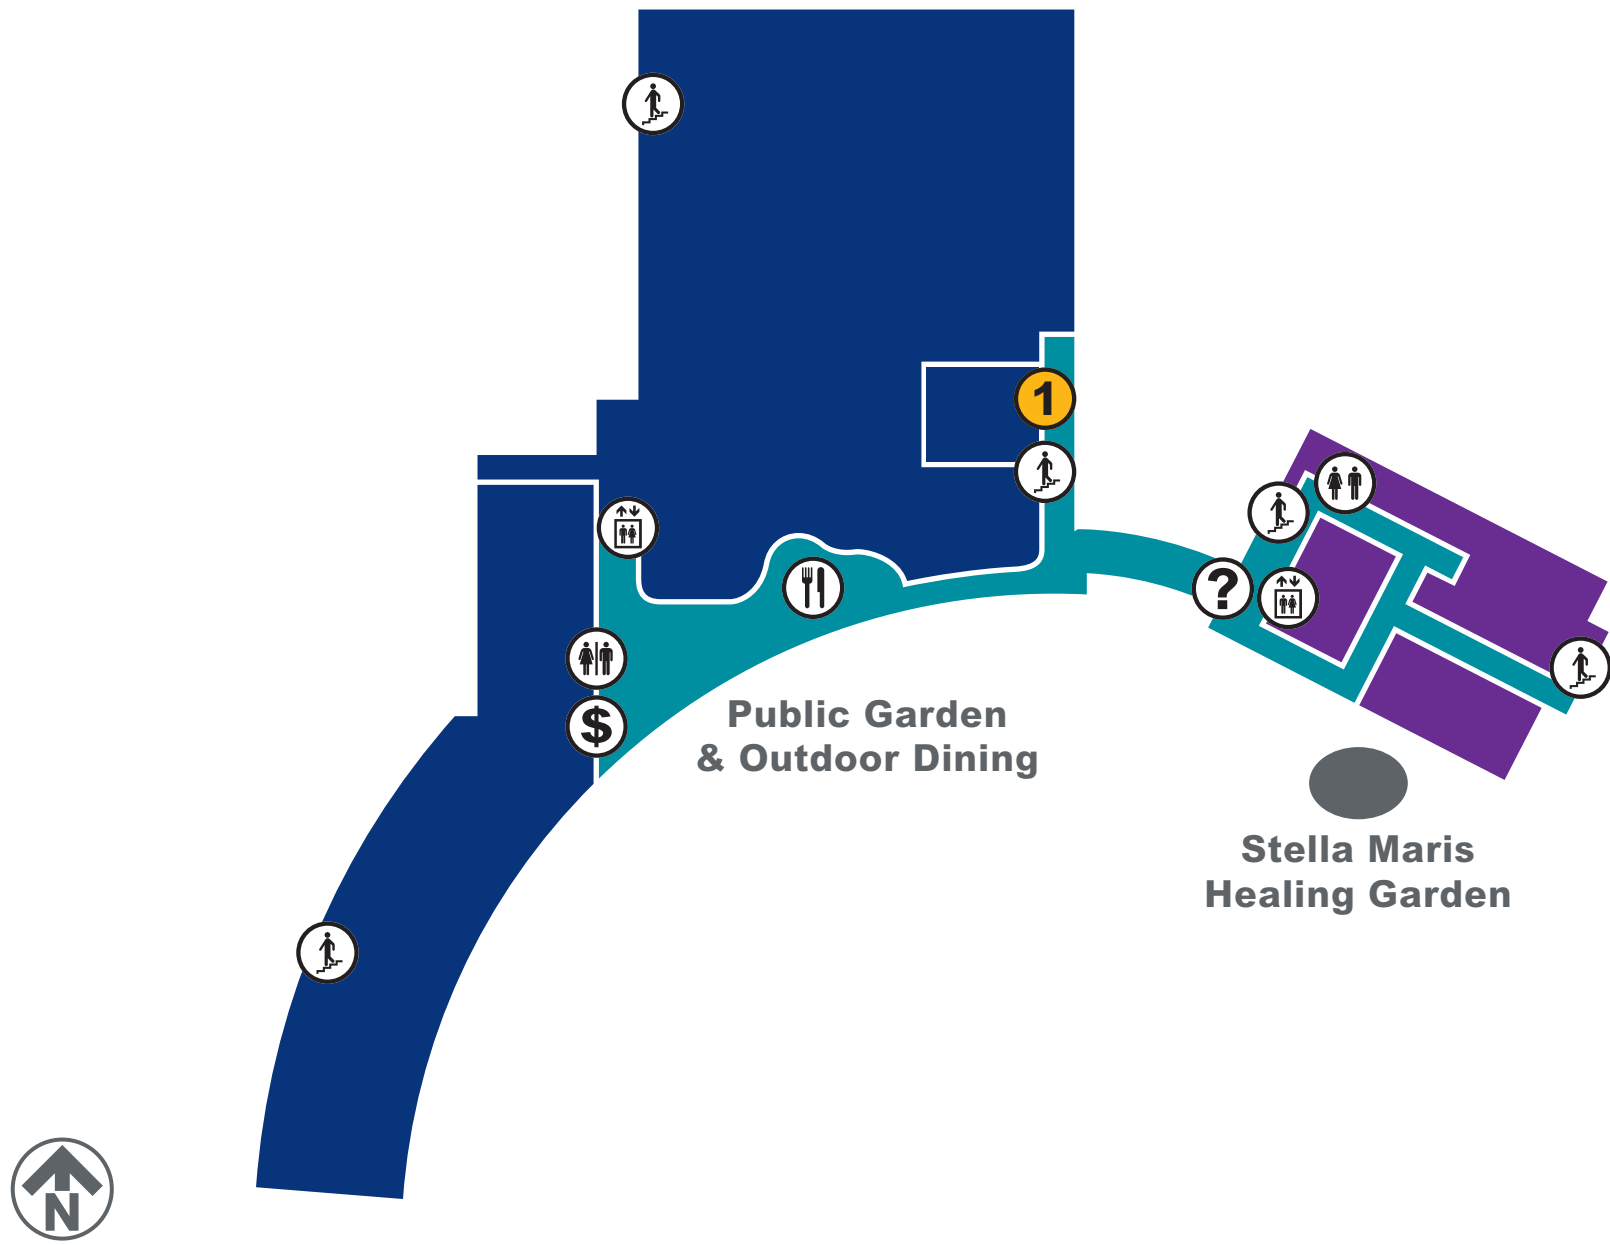 1
?
$
Public Garden
& Outdoor Dining
Stella Maris
Healing Garden
N